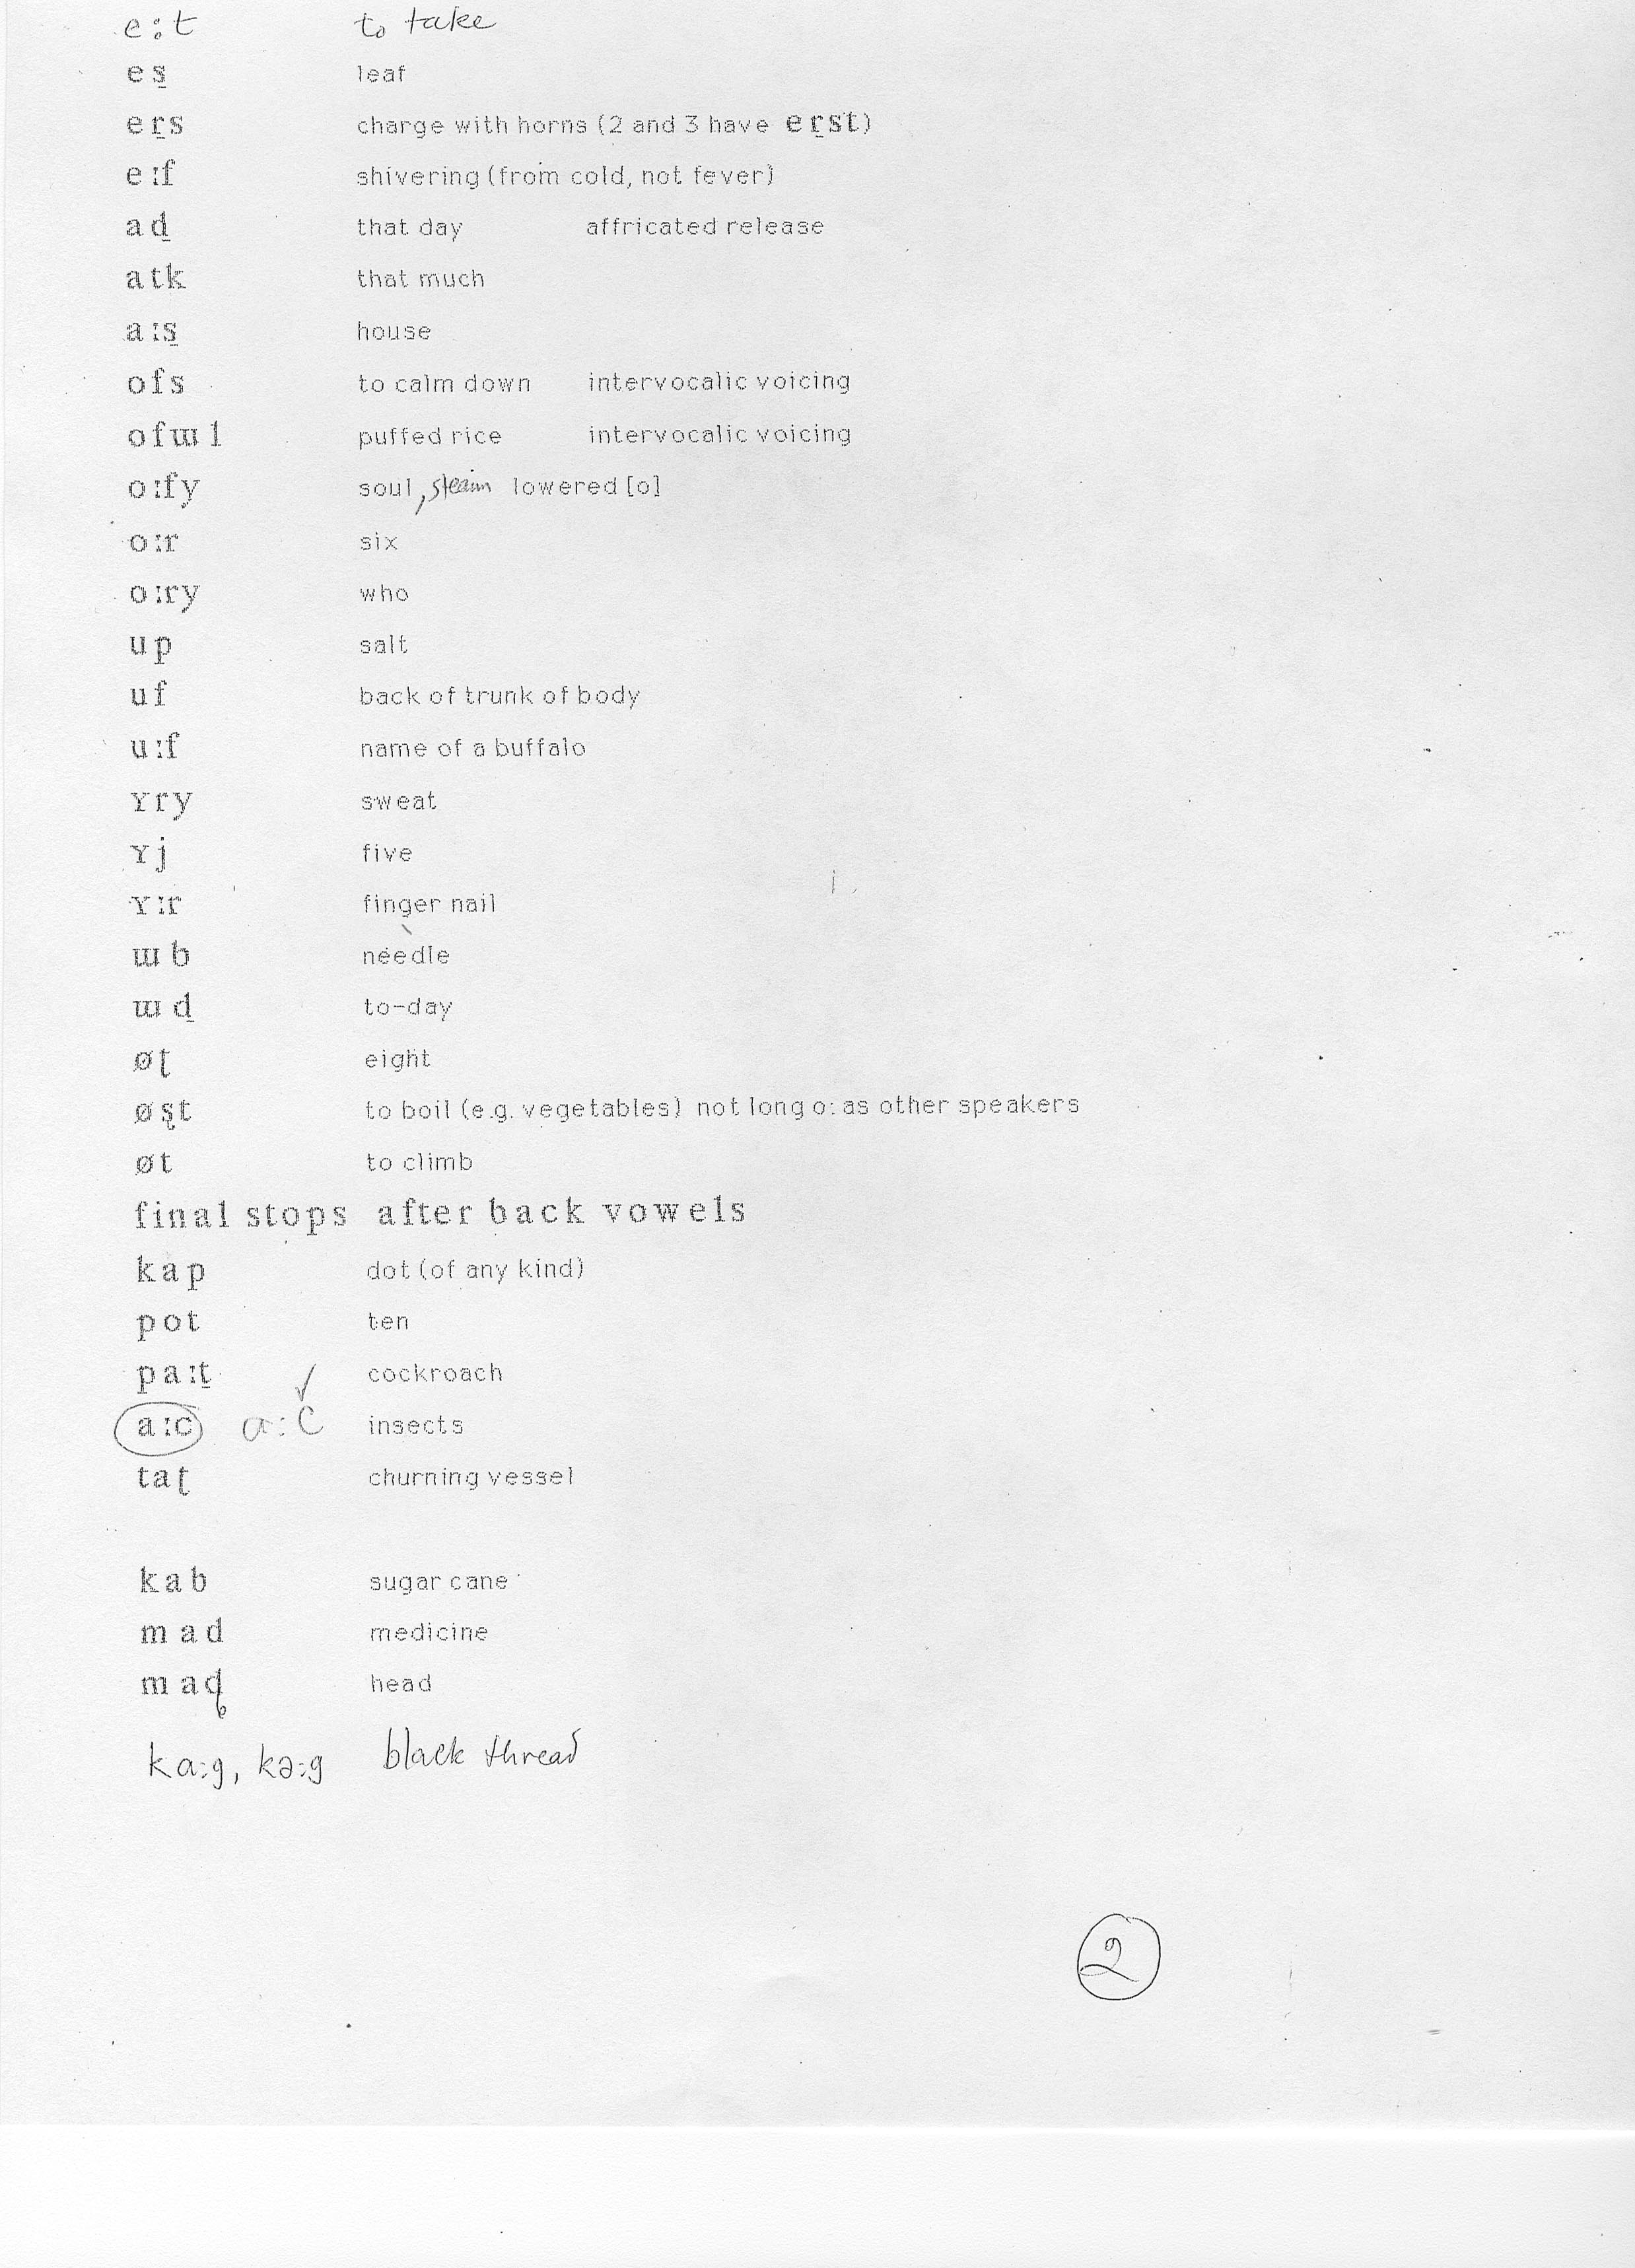 e:t to take
es̠ leaf
er̠s charge with horns (2 and 3 have er̠st)
e:f shivering (from cold, not fever)
ad̠ that day affricated release
atk that much
a:s̠ house
ofs to calm down intervocalic voicing
ofɯl puffed rice intervocalic voicing
o:fy soul, steam lowered [o]
o:r six
o:ry who
up salt
uf back of trunk of body
u:f name of a buffalo
ʏry sweat
ʏj five
ʏ:r finger nail
ɯb needle
ɯd̠ to-day
øʈ eight
øʂt to boil (e.g. vegetables) not long o: as other speakers
øt to climb
final stops after back vowels
kap dot (of any kind)
pot ten
pa:t̠ cockroach
a:c a:c ✓ insects
taʈ churning vessel
kab sugar cane
mad medicine
maɖ head
ka:g, kə:g black thread
2